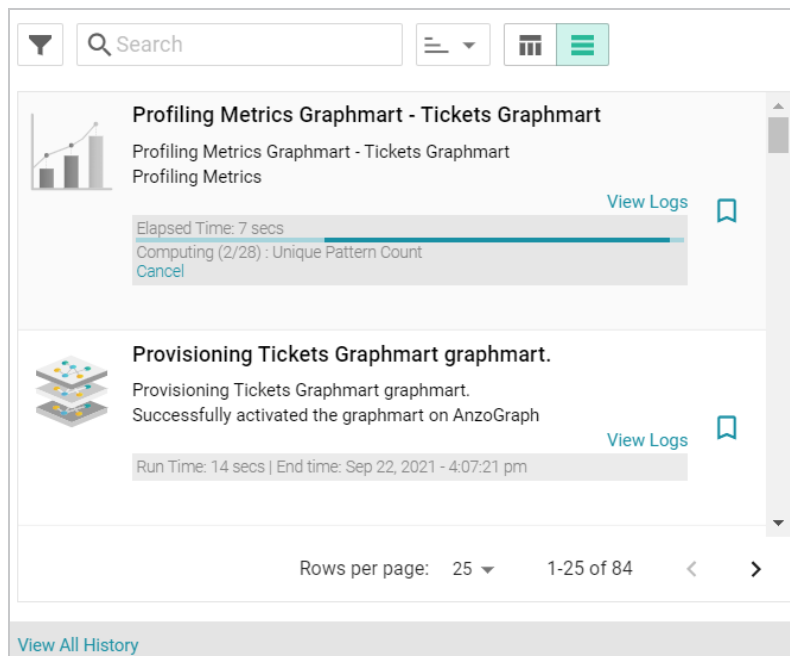 Search
Profiling Metrics Graphmart - Tickets Graphmart
Profiling Metrics Graphmart - Tickets Graphmart
Profiling Metrics
View Logs
Elapsed Time: 7 secs
Computing (2/28) : Unique Pattern Count
Cancel
Provisioning Tickets Graphmart graphmart.
Provisioning Tickets Graphmart graphmart.
Successfully activated the graphmart on AnzoGraph
View Logs
Run Time: 14 secs | End time: Sep 22, 2021 - 4:07:21 pm
Rows per page: 25 1-25 of 84
View All History